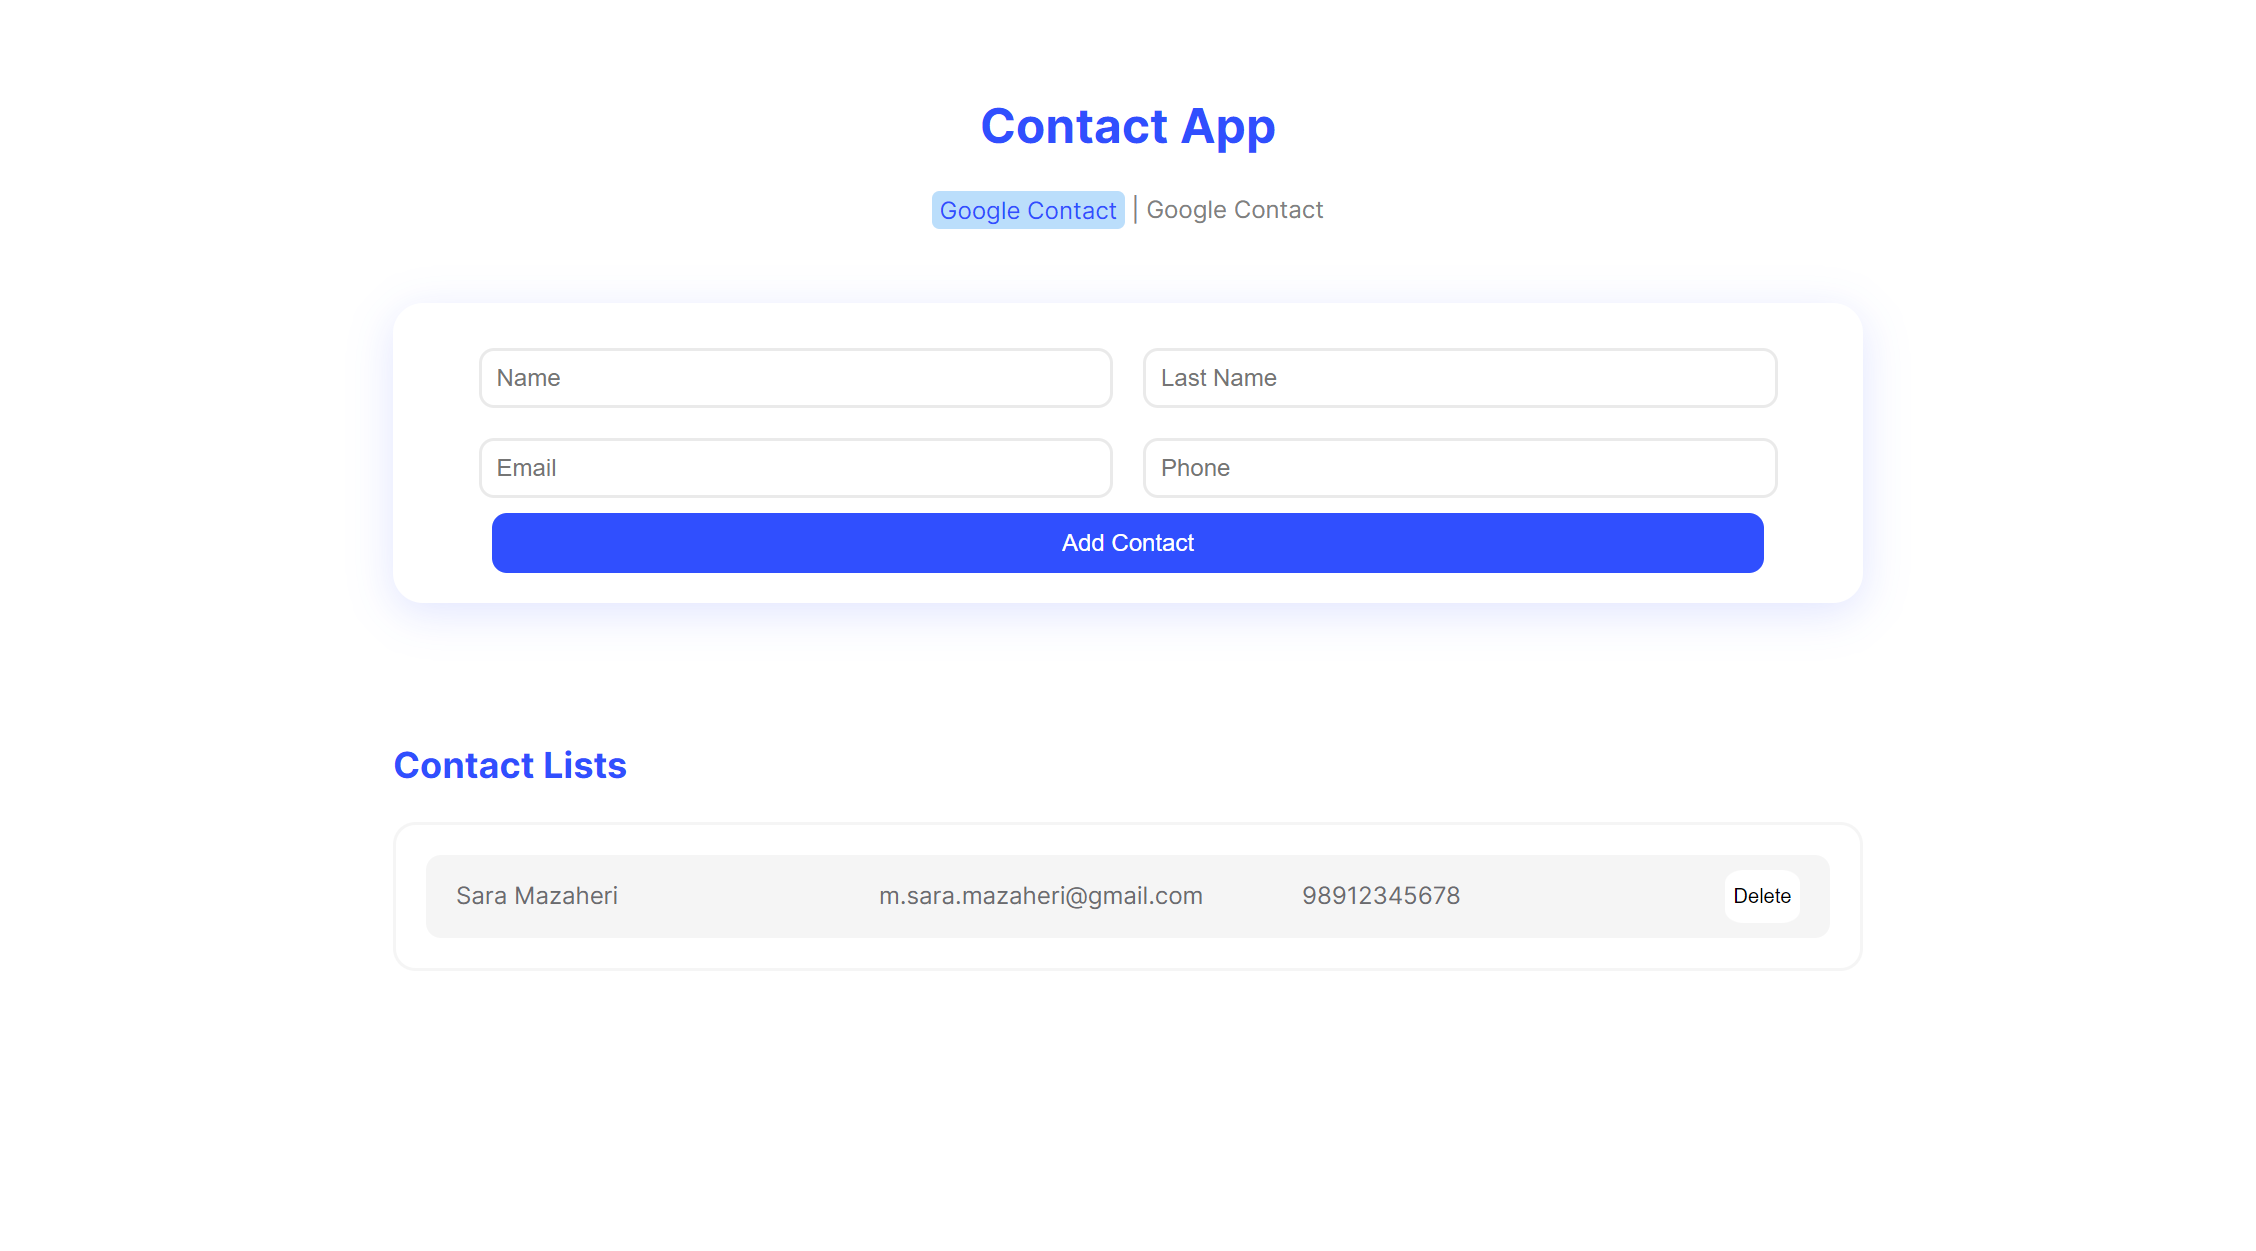 Contact App
Google Contact | Google Contact
Name Last Name
Email Phone
Add Contact
Contact Lists
Sara Mazaheri m.sara.mazaheri@gmail.com 98912345678 Delete